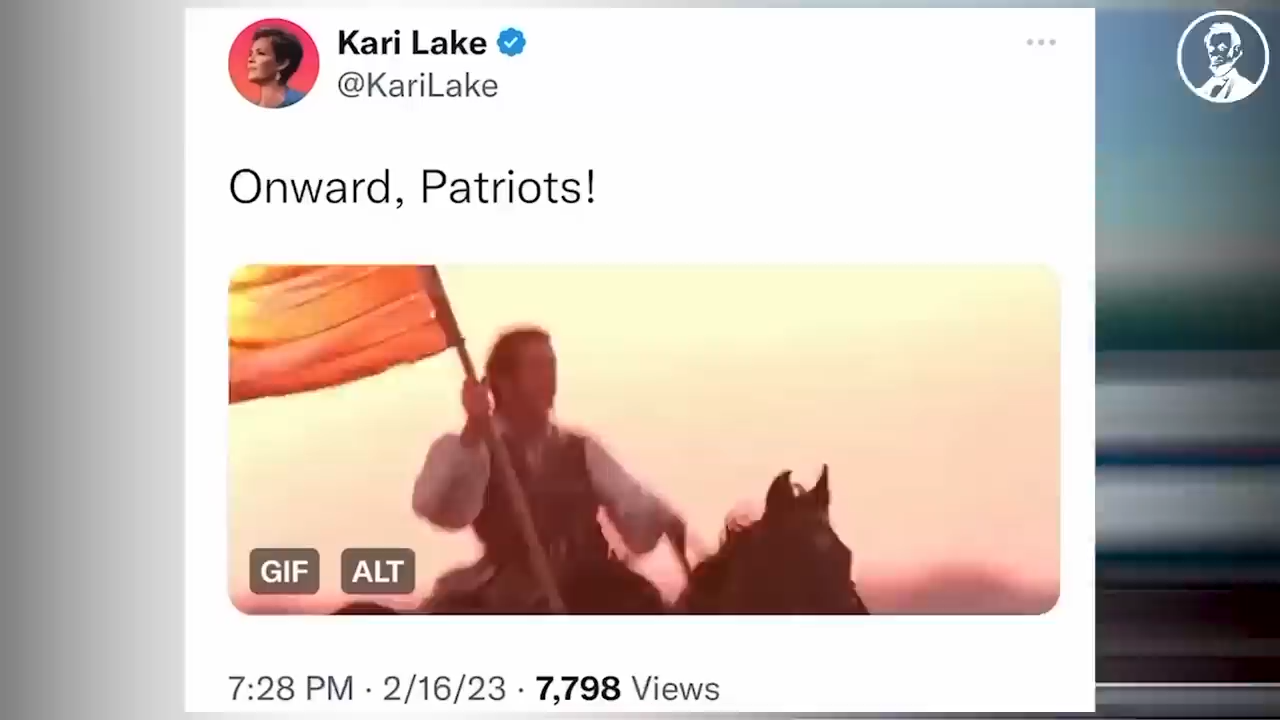 Kari Lake
@KariLake
Onward, Patriots!
GIF ALT
7:28 PM · 2/16/23 · 7,798 Views